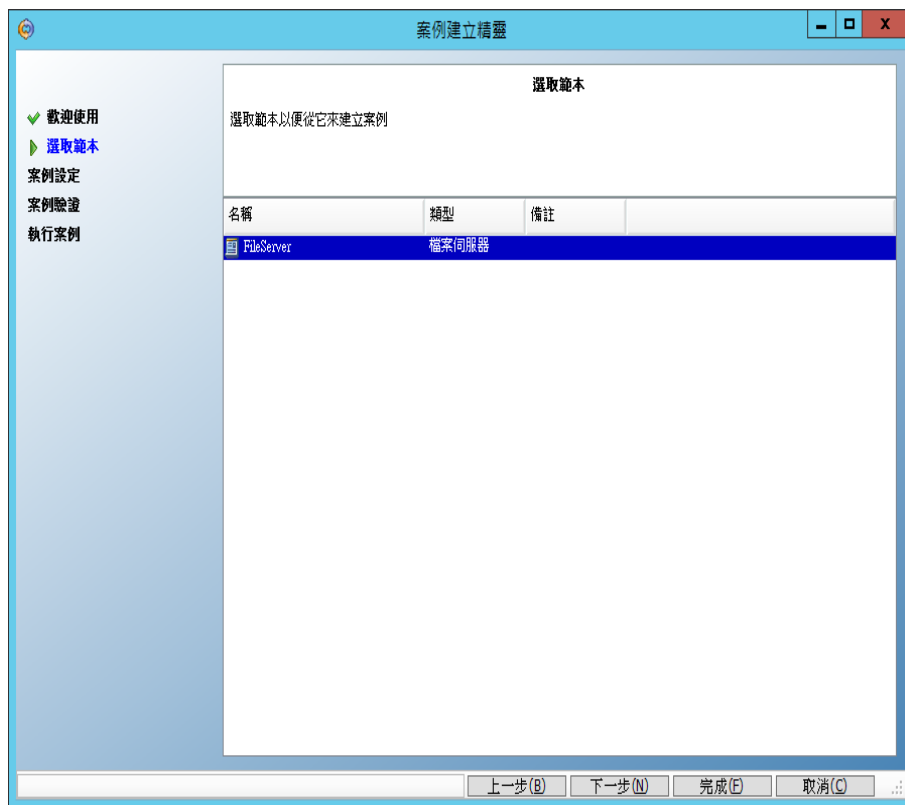 案例建立精靈
歡迎使用
選取範本
案例設定
案例驗證
執行案例
選取範本
選取範本以便從它來建立案例
名稱 類型 備註
FileServer 檔案伺服器
上一步(B) 下一步(N) 完成(F) 取消(C)